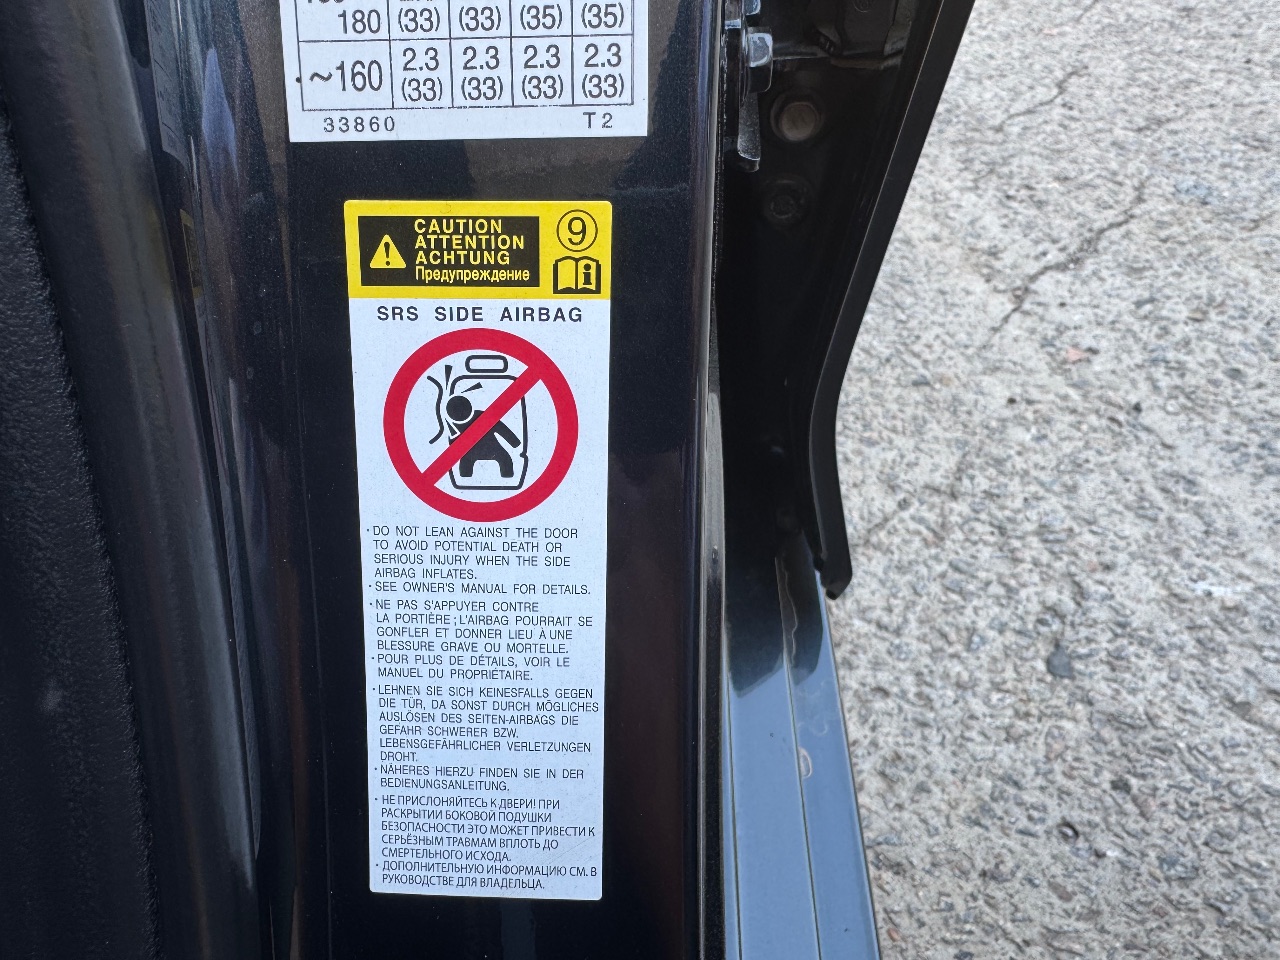 180 (33) (33) (35) (35)
~160 2.3 2.3 2.3 2.3
(33) (33) (33) (33)
33860 T2
CAUTION
ATTENTION
ACHTUNG
Предупреждение
9
i
SRS SIDE AIRBAG
· DO NOT LEAN AGAINST THE DOOR
TO AVOID POTENTIAL DEATH OR
SERIOUS INJURY WHEN THE SIDE
AIRBAG INFLATES.
· SEE OWNER'S MANUAL FOR DETAILS.
· NE PAS S'APPUYER CONTRE
LA PORTIÈRE ; L'AIRBAG POURRAIT SE
GONFLER ET DONNER LIEU À UNE
BLESSURE GRAVE OU MORTELLE.
· POUR PLUS DE DÉTAILS, VOIR LE
MANUEL DU PROPRIÉTAIRE.
· LEHNEN SIE SICH KEINESFALLS GEGEN
DIE TÜR, DA SONST DURCH MÖGLICHES
AUSLÖSEN DES SEITEN-AIRBAGS DIE
GEFAHR SCHWERER BZW.
LEBENSGEFÄHRLICHER VERLETZUNGEN
DROHT.
· NÄHERES HIERZU FINDEN SIE IN DER
BEDIENUNGSANLEITUNG.
· НЕ ПРИСЛОНЯЙТЕСЬ К ДВЕРИ! ПРИ
РАСКРЫТИИ БОКОВОЙ ПОДУШКИ
БЕЗОПАСНОСТИ ЭТО МОЖЕТ ПРИВЕСТИ К
СЕРЬЁЗНЫМ ТРАВМАМ ВПЛОТЬ ДО
СМЕРТЕЛЬНОГО ИСХОДА.
· ДОПОЛНИТЕЛЬНУЮ ИНФОРМАЦИЮ СМ. В
РУКОВОДСТВЕ ДЛЯ ВЛАДЕЛЬЦА.